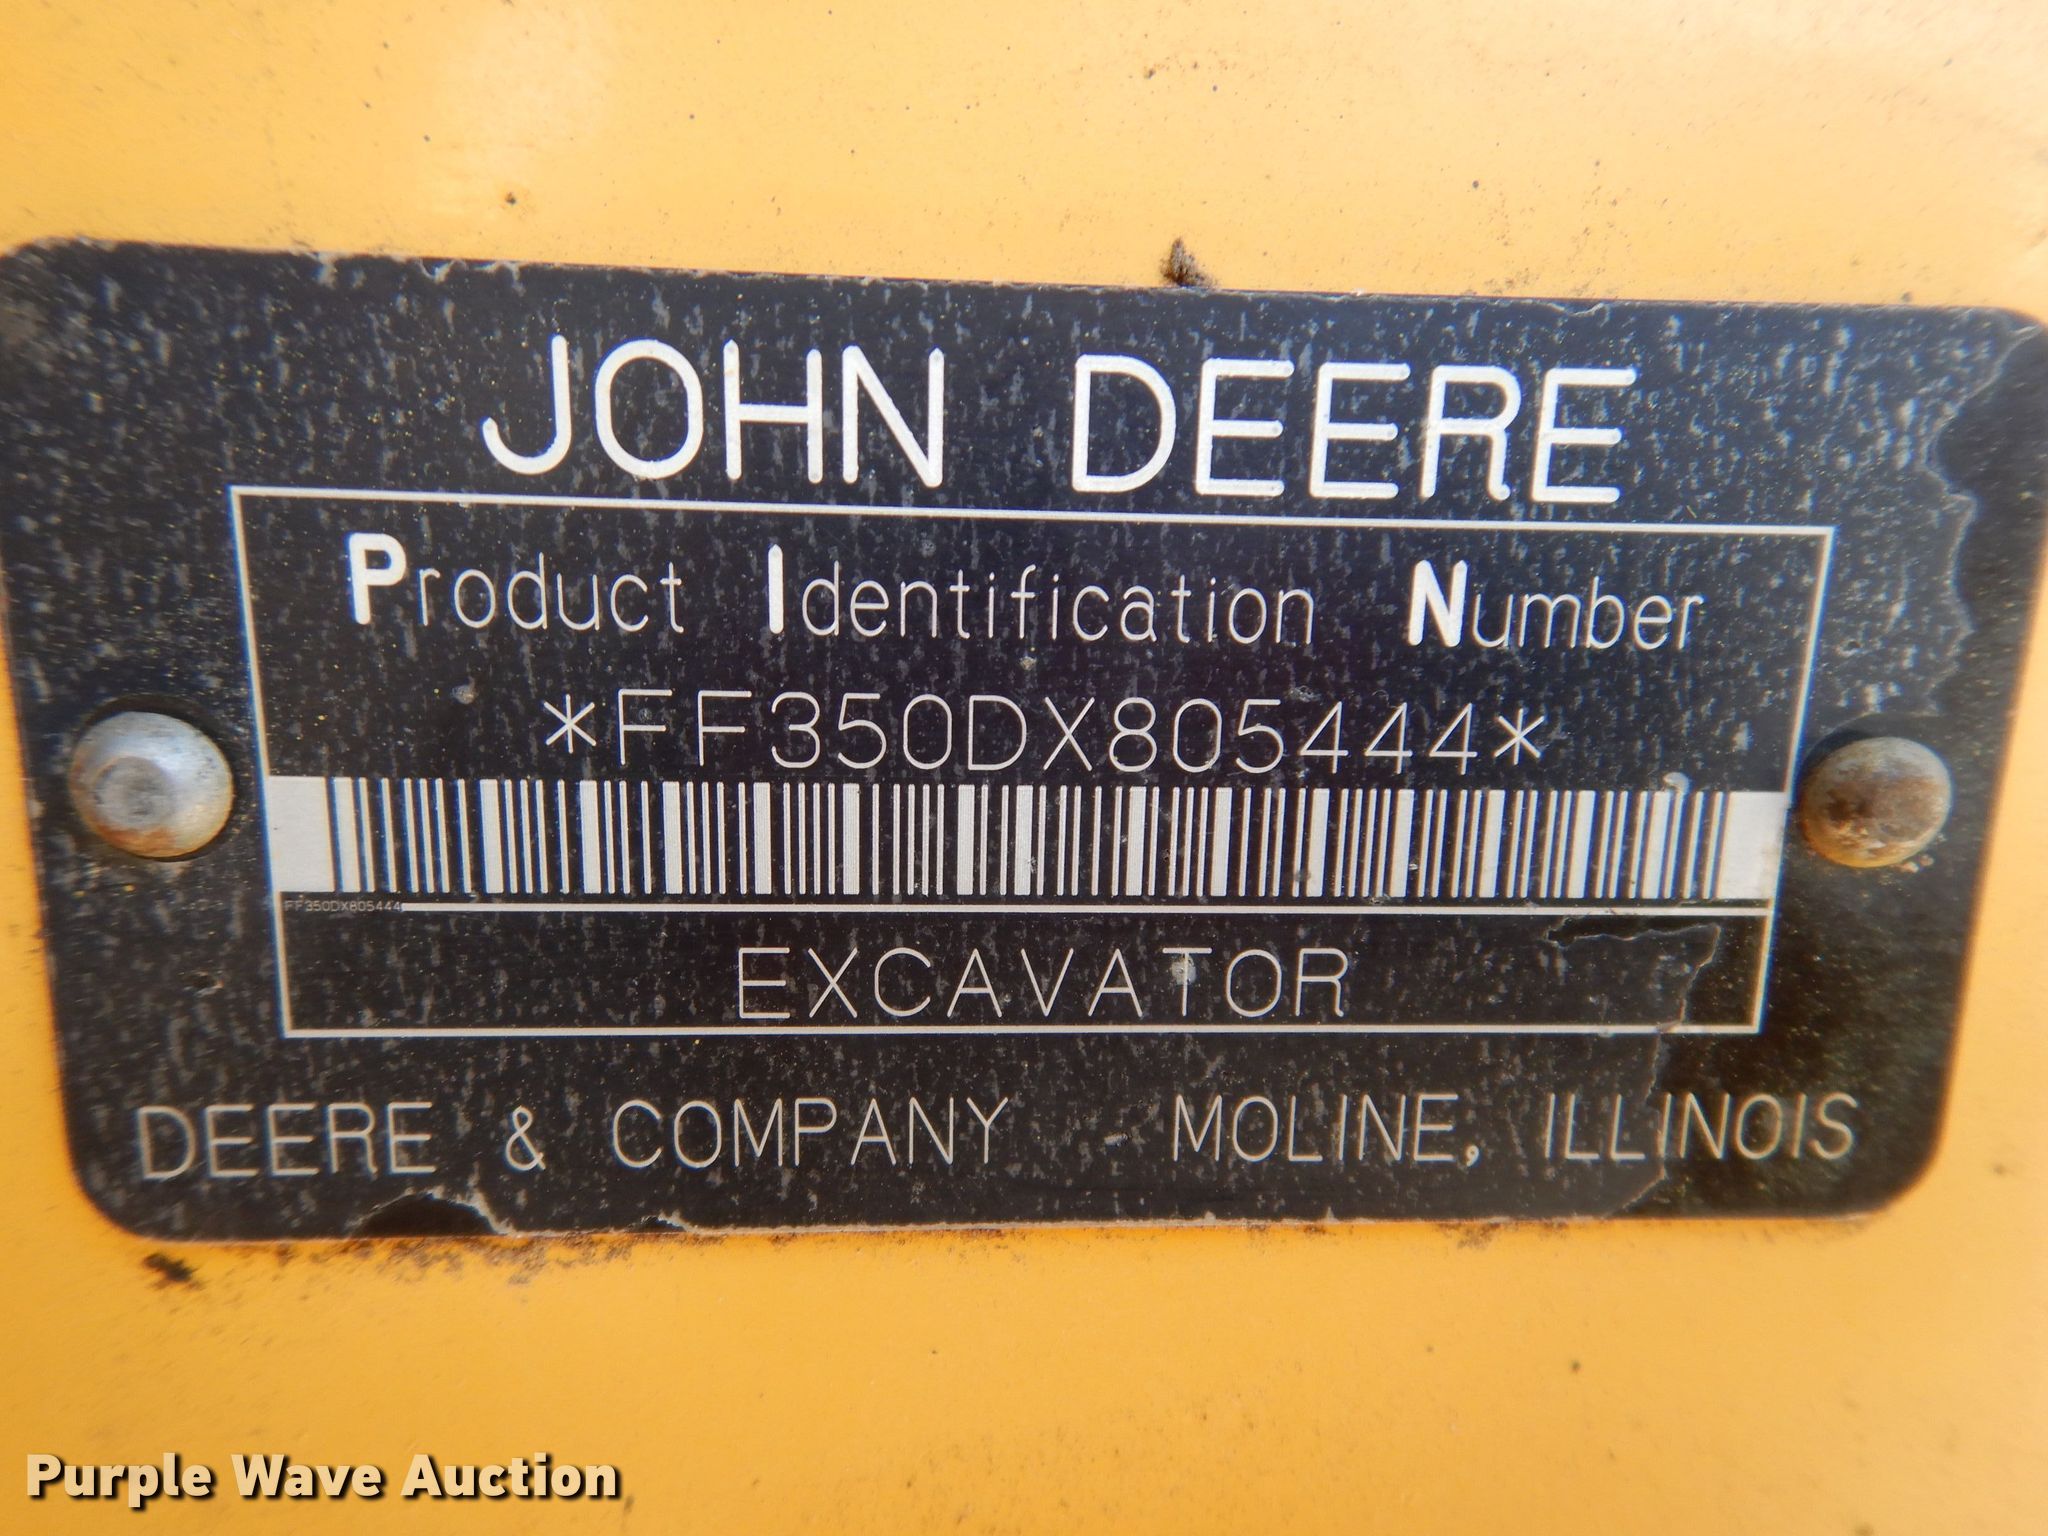 JOHN DEERE
Product Identification Number
*FF350DX805444*
FF350DX805444
EXCAVATOR
DEERE & COMPANY MOLINE, ILLINOIS
Purple Wave Auction